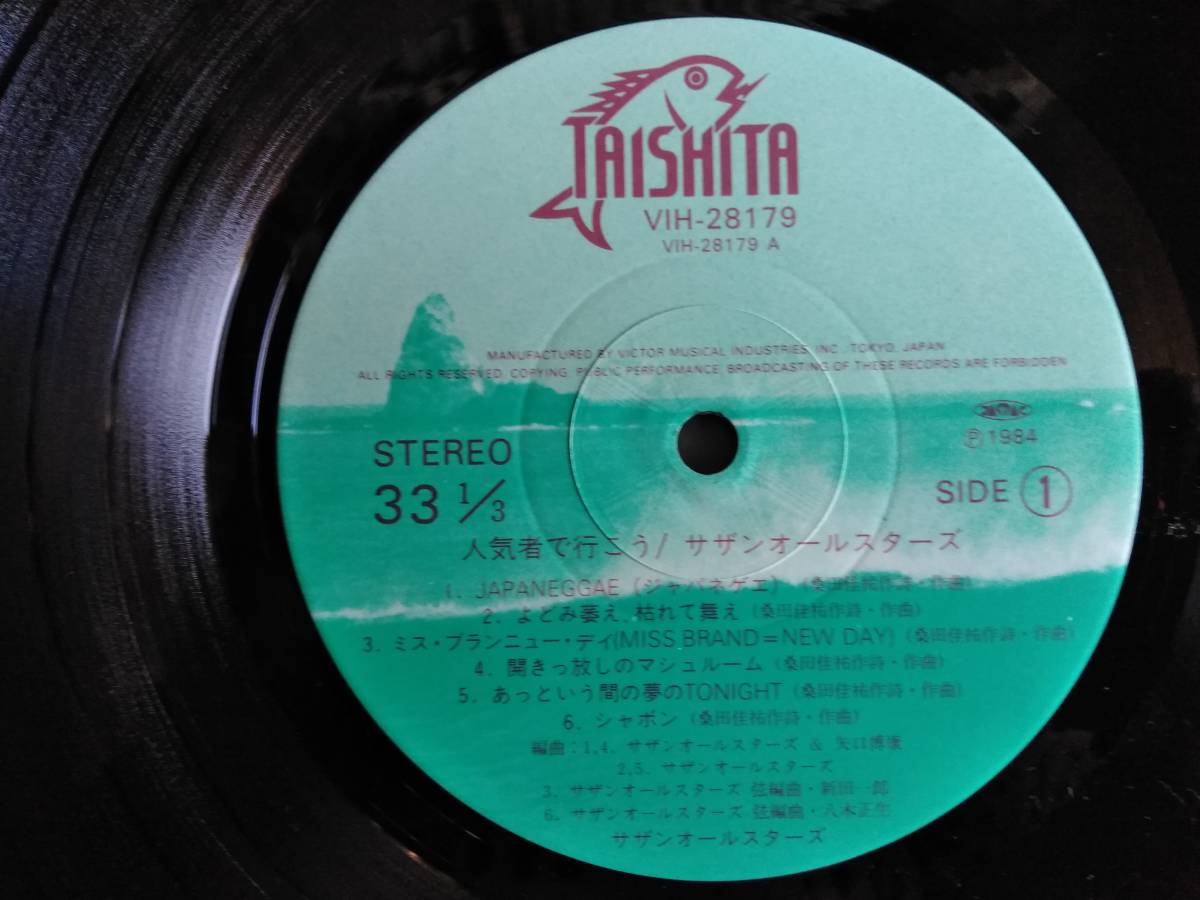 TAISHITA
VIH-28179
VIH-28179 A
MANUFACTURED BY VICTOR MUSICAL INDUSTRIES, INC., TOKYO, JAPAN
ALL RIGHTS RESERVED, COPYING, PUBLIC PERFORMANCE, BROADCASTING OF THESE RECORDS ARE FORBIDDEN
STEREO
33 1/3
Ⓟ1984
SIDE ①
人気者で行こう/ サザンオールスターズ
1. JAPANEGGAE (ジャパネゲエ) (桑田佳祐作詩・作曲)
2. よどみ萎え、枯れて舞え (桑田佳祐作詩・作曲)
3. ミス・ブランニュー・デイ(MISS BRAND=NEW DAY) (桑田佳祐作詩・作曲)
4. 開きっ放しのマシュルーム (桑田佳祐作詩・作曲)
5. あっという間の夢のTONIGHT (桑田佳祐作詩・作曲)
6. シャボン (桑田佳祐作詩・作曲)
編曲:1,4. サザンオールスターズ & 矢口博康
2,5. サザンオールスターズ
3. サザンオールスターズ 弦編曲・新田一郎
6. サザンオールスターズ 弦編曲・八木正生
サザンオールスターズ